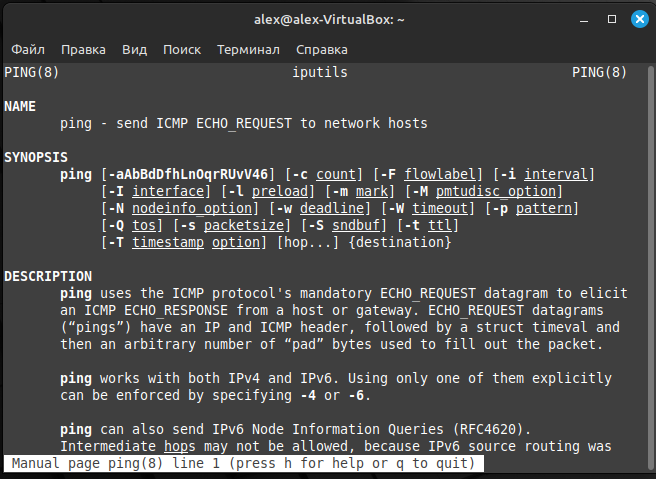 alex@alex-VirtualBox: ~
Файл Правка Вид Поиск Терминал Справка
PING(8) iputils PING(8)
NAME
ping - send ICMP ECHO_REQUEST to network hosts
SYNOPSIS
ping [-aAbBdDfhLnOqrRUvV46] [-c count] [-F flowlabel] [-i interval]
[-I interface] [-l preload] [-m mark] [-M pmtudisc_option]
[-N nodeinfo_option] [-w deadline] [-W timeout] [-p pattern]
[-Q tos] [-s packetsize] [-S sndbuf] [-t ttl]
[-T timestamp option] [hop...] {destination}
DESCRIPTION
ping uses the ICMP protocol's mandatory ECHO_REQUEST datagram to elicit
an ICMP ECHO_RESPONSE from a host or gateway. ECHO_REQUEST datagrams
(“pings”) have an IP and ICMP header, followed by a struct timeval and
then an arbitrary number of “pad” bytes used to fill out the packet.
ping works with both IPv4 and IPv6. Using only one of them explicitly
can be enforced by specifying -4 or -6.
ping can also send IPv6 Node Information Queries (RFC4620).
Intermediate hops may not be allowed, because IPv6 source routing was
Manual page ping(8) line 1 (press h for help or q to quit)